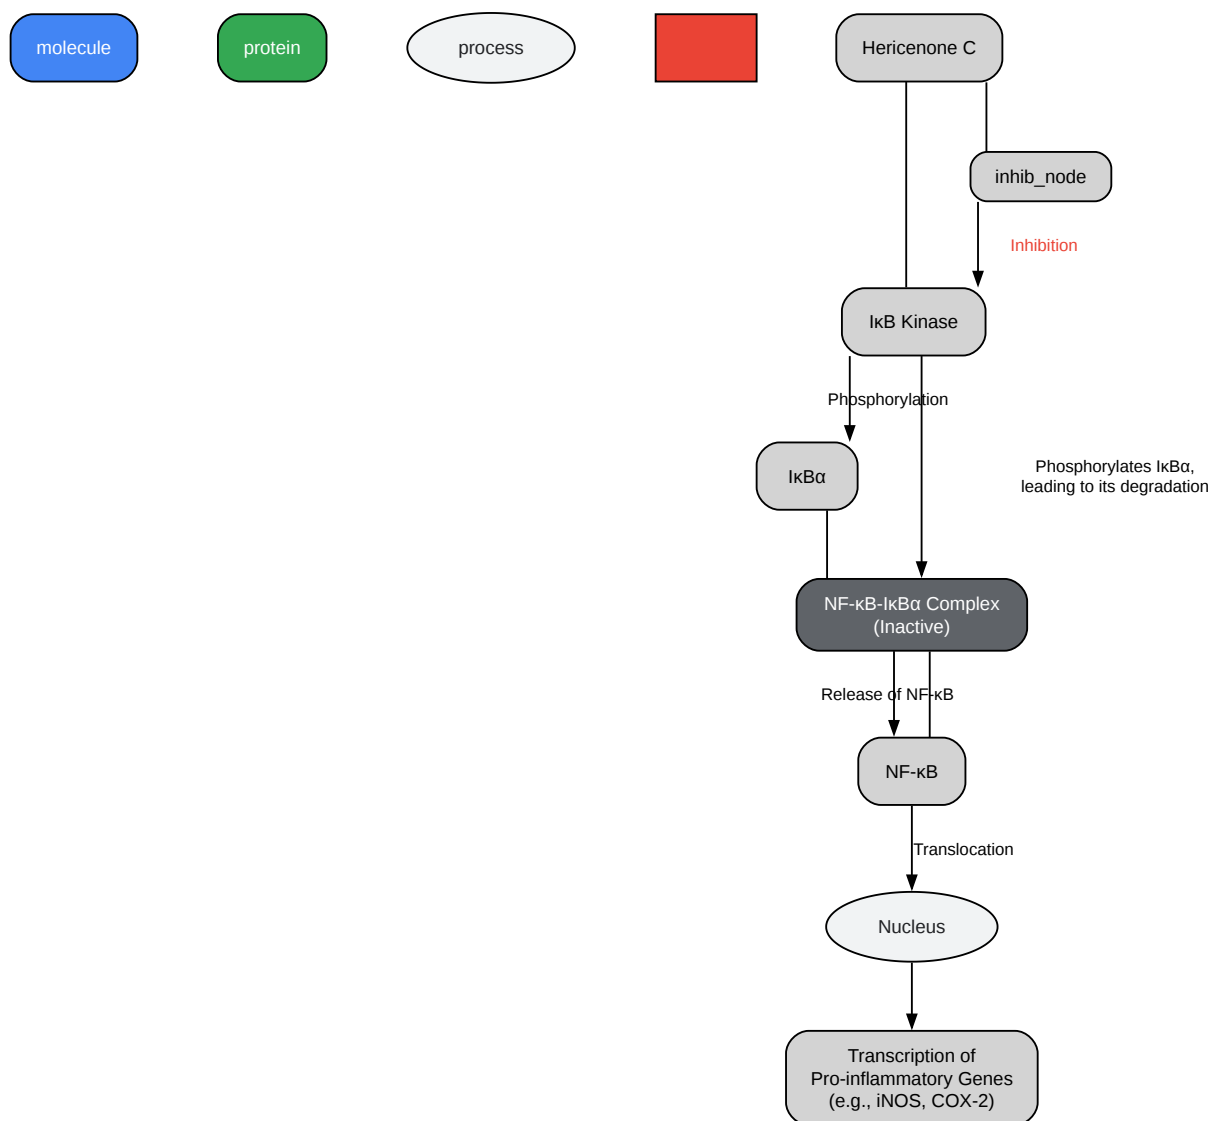 molecule
protein
process
Hericenone C
inhib_node
Inhibition
IκB Kinase
Phosphorylation
Phosphorylates IκBα,
leading to its degradation
IκBα
NF-κB-IκBα Complex
(Inactive)
Release of NF-κB
NF-κB
Translocation
Nucleus
Transcription of
Pro-inflammatory Genes
(e.g., iNOS, COX-2)